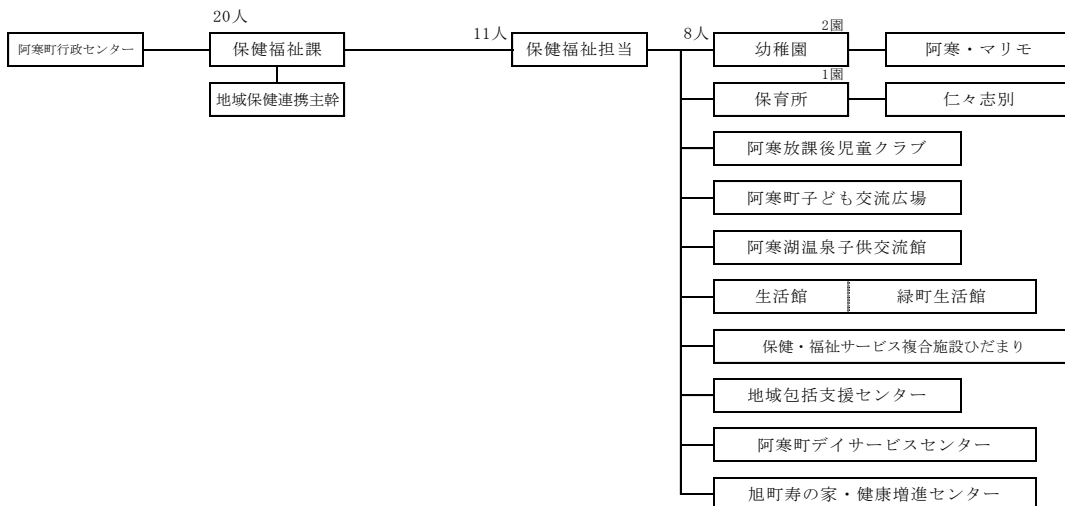 20人
阿寒町行政センター
保健福祉課
地域保健連携主幹
11人
保健福祉担当
8人
2園
幼稚園
阿寒・マリモ
1園
保育所
仁々志別
阿寒放課後児童クラブ
阿寒町子ども交流広場
阿寒湖温泉子供交流館
生活館
緑町生活館
保健・福祉サービス複合施設ひだまり
地域包括支援センター
阿寒町デイサービスセンター
旭町寿の家・健康増進センター